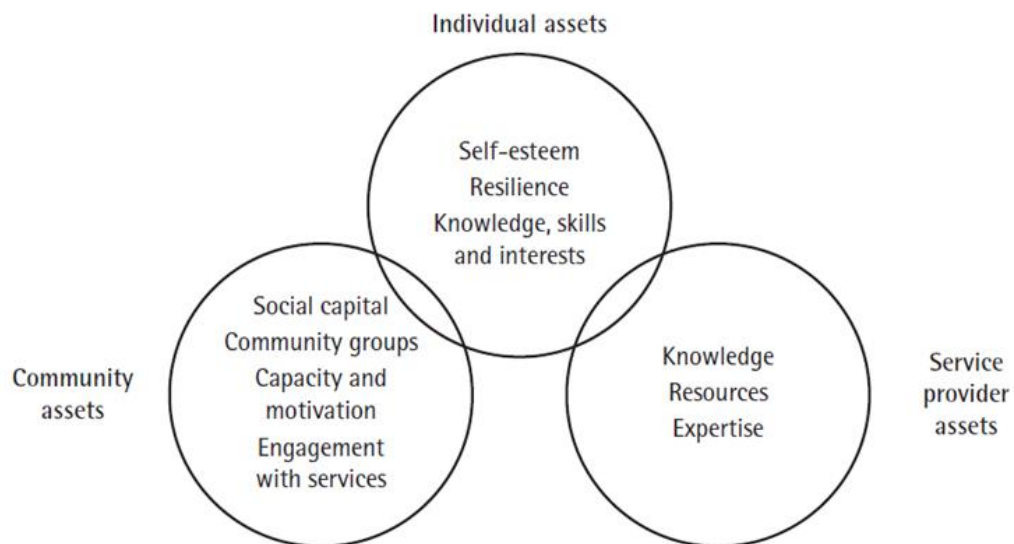 Individual assets
Self-esteem
Resilience
Knowledge, skills
and interests
Community
assets
Social capital
Community groups
Capacity and
motivation
Engagement
with services
Knowledge
Resources
Expertise
Service
provider
assets